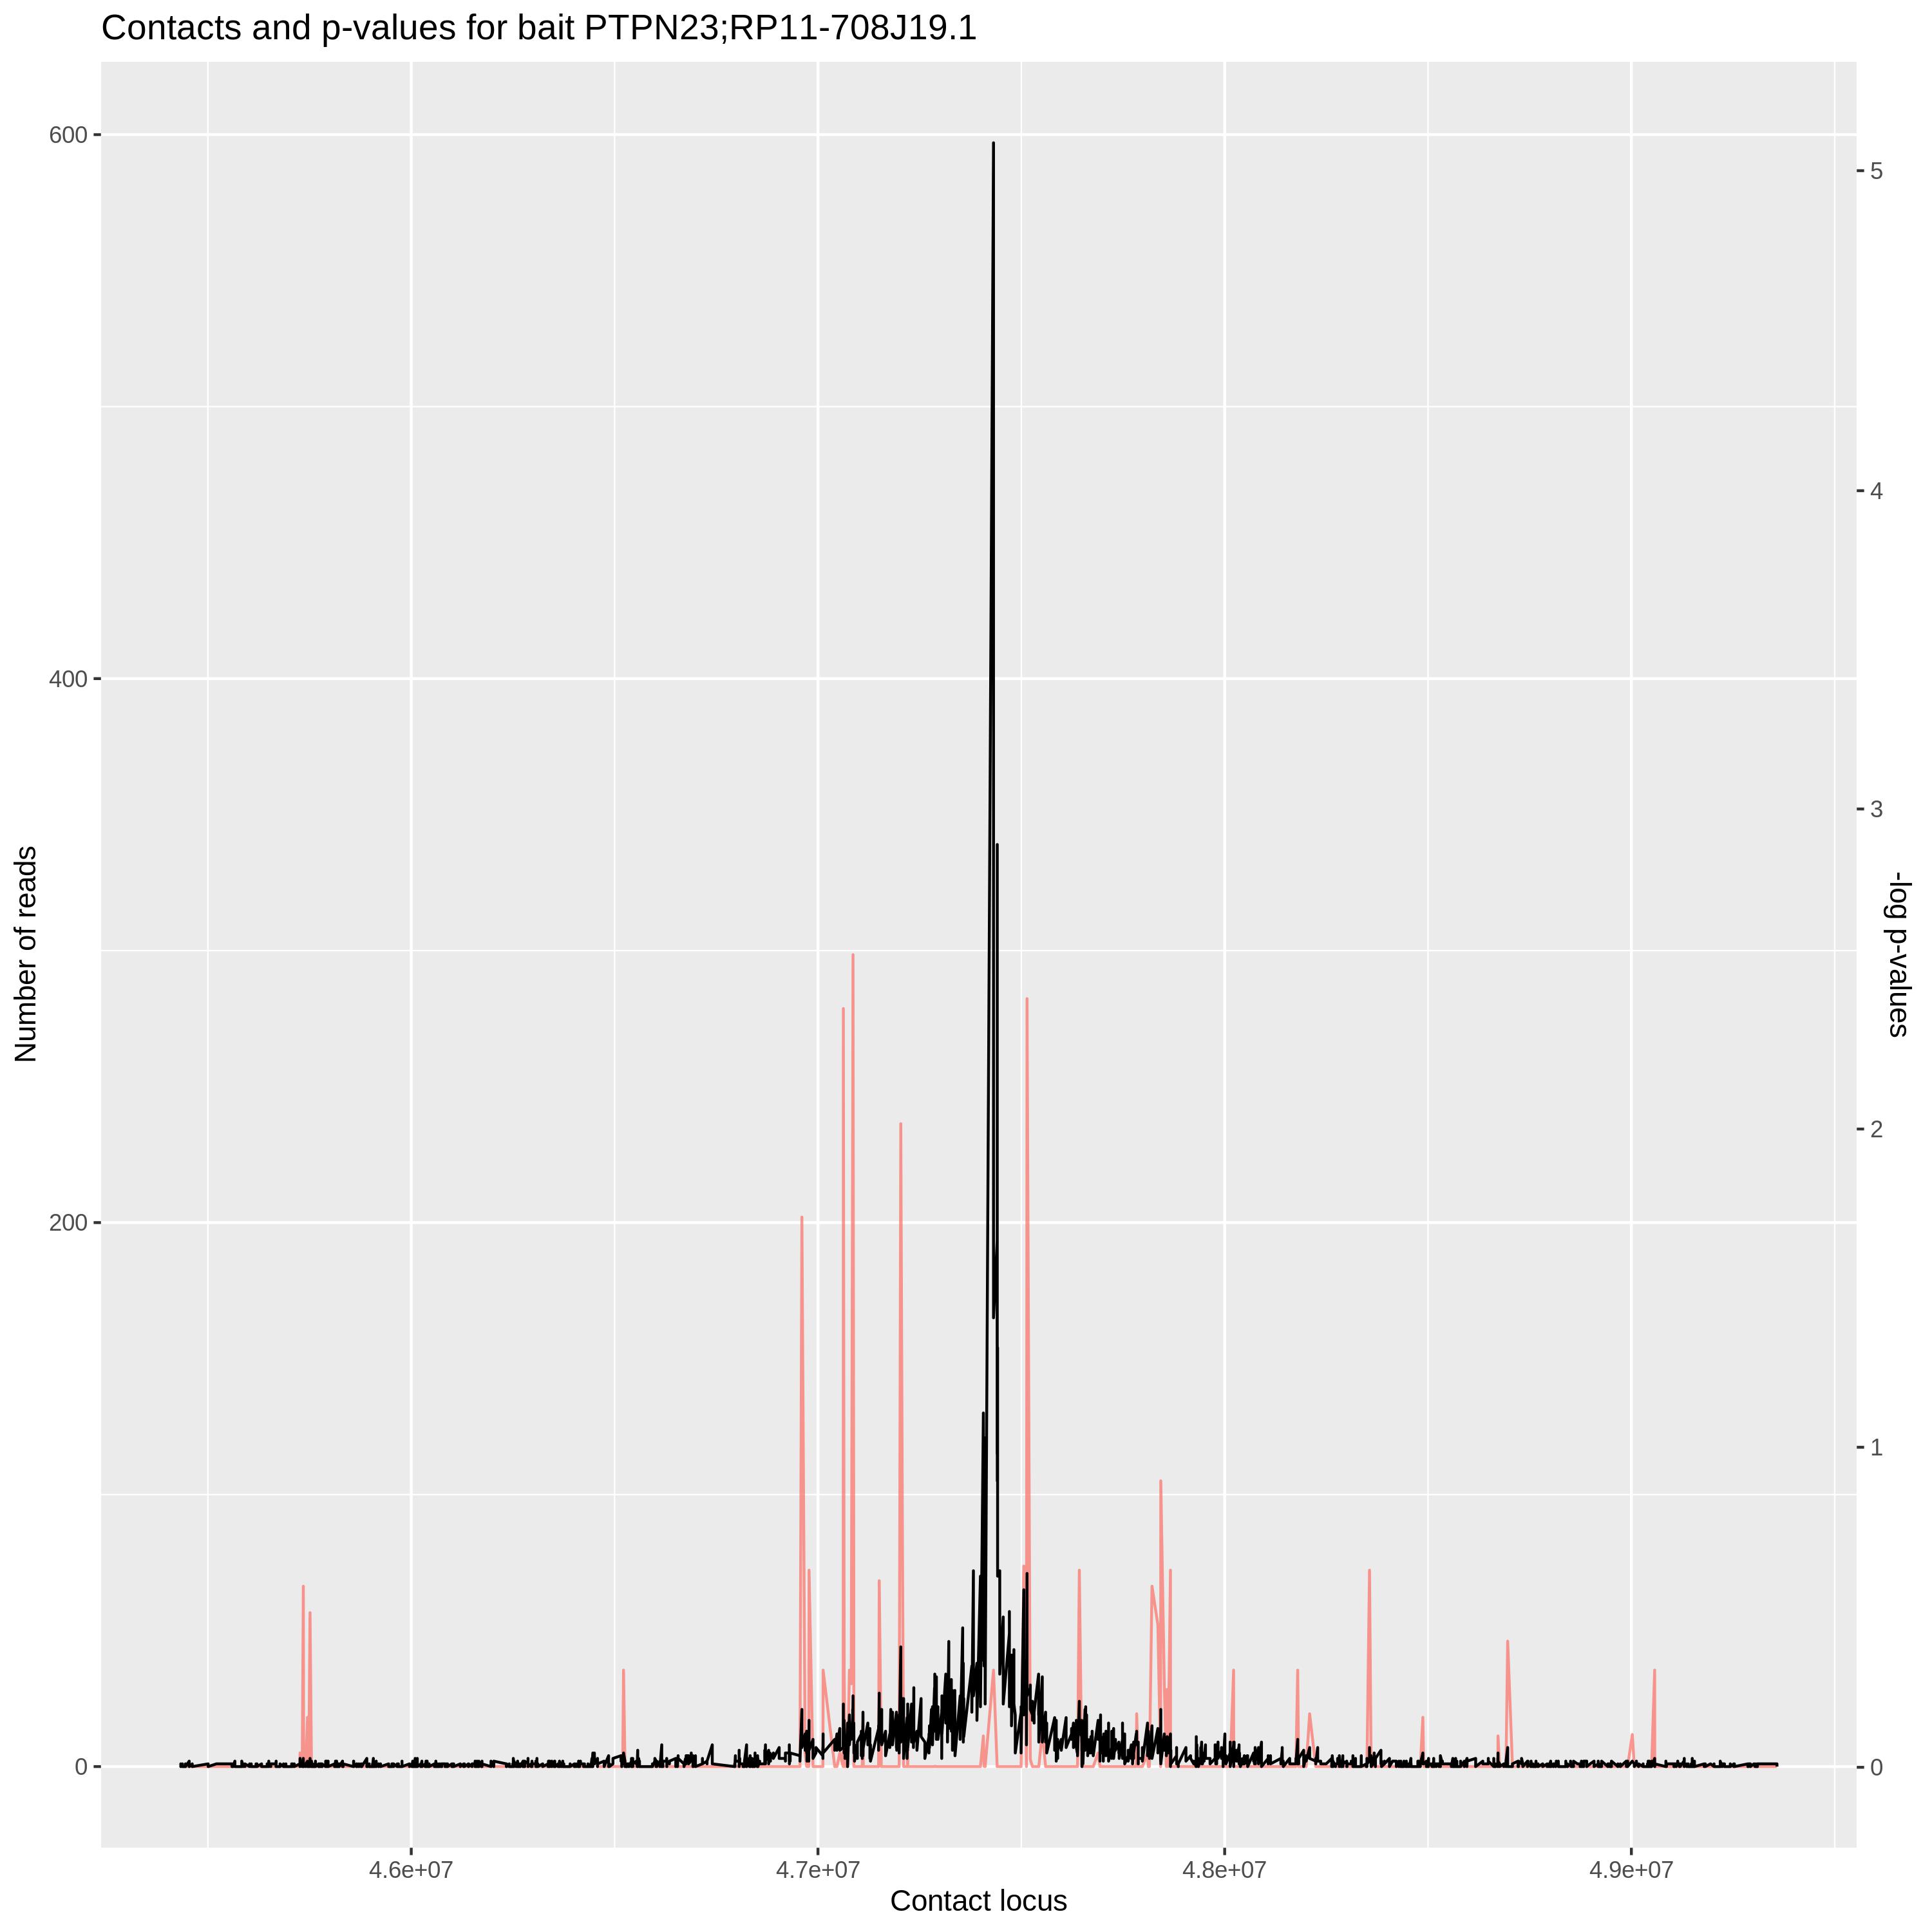 Contacts and p-values for bait PTPN23;RP11-708J19.1
600
400
200
0
Number of reads
5
4
3
2
1
0
-log p-values
4.6e+07
4.7e+07
4.8e+07
4.9e+07
Contact locus